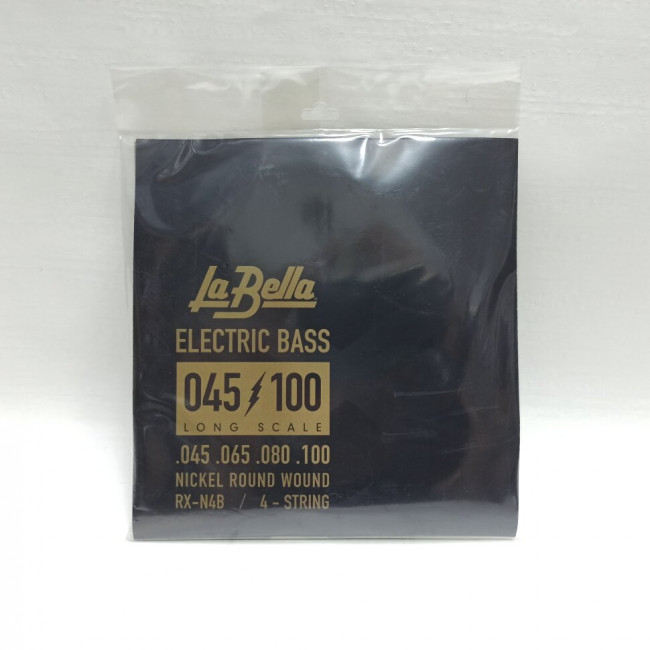 La Bella
ELECTRIC BASS
045 100
LONG SCALE
.045 .065 .080 .100
NICKEL ROUND WOUND
RX-N4B / 4 - STRING